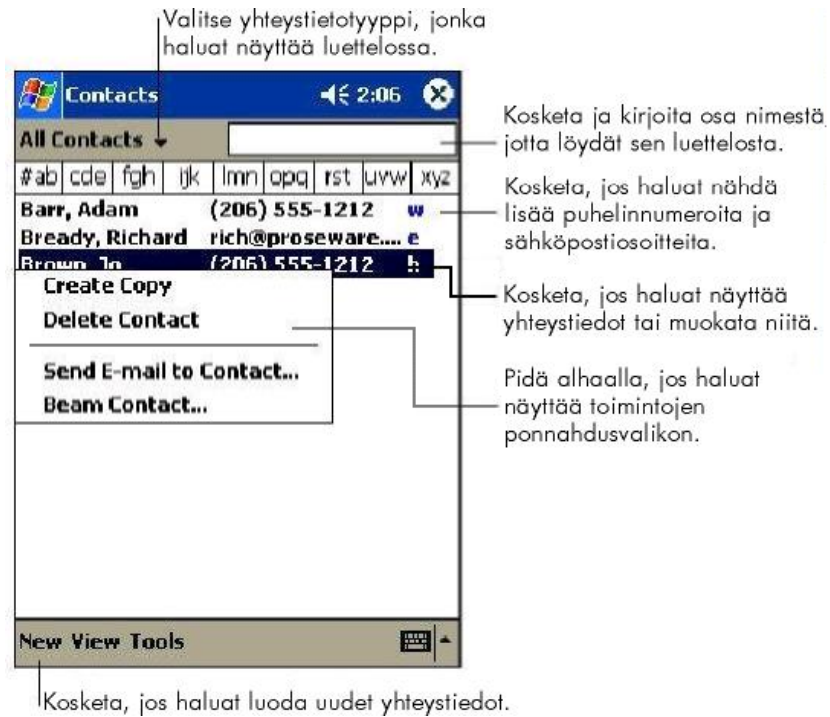 Valitse yhteystietotyyppi, jonka
haluat näyttää luettelossa.
Contacts 2:06
All Contacts
#ab cde fgh ijk lmn opq rst uvw xyz
Barr, Adam (206) 555-1212 w
Bready, Richard rich@proseware.... e
Brown, Jo (206) 555-1212 h
Create Copy
Delete Contact
Send E-mail to Contact...
Beam Contact...
Kosketa ja kirjoita osa nimestä,
jotta löydät sen luettelosta.
Kosketa, jos haluat nähdä
lisää puhelinnumeroita ja
sähköpostiosoitteita.
Kosketa, jos haluat näyttää
yhteystiedot tai muokata niitä.
Pidä alhaalla, jos haluat
näyttää toimintojen
ponnahdusvalikon.
New View Tools
Kosketa, jos haluat luoda uudet yhteystiedot.